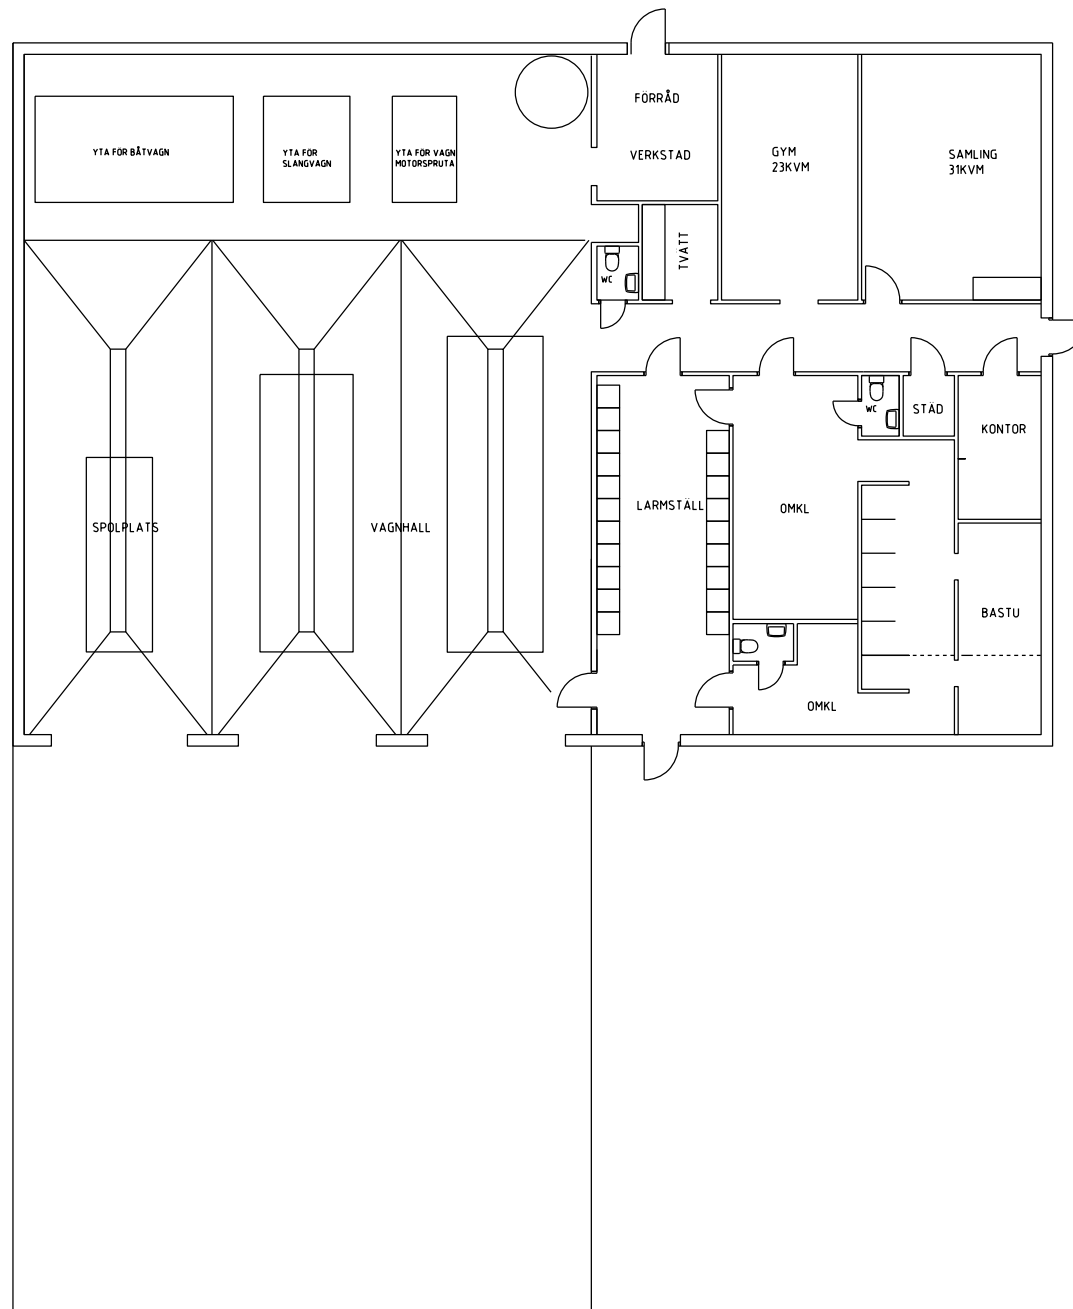 FÖRRÅD
YTA FÖR BÅTVAGN
YTA FÖR
SLANGVAGN
YTA FÖR VAGN
MOTORSPRUTA
VERKSTAD
GYM
23KVM
SAMLING
31KVM
TVÄTT
WC
WC
STÄD
KONTOR
SPOLPLATS
VAGNHALL
LARMSTÄLL
OMKL
BASTU
OMKL